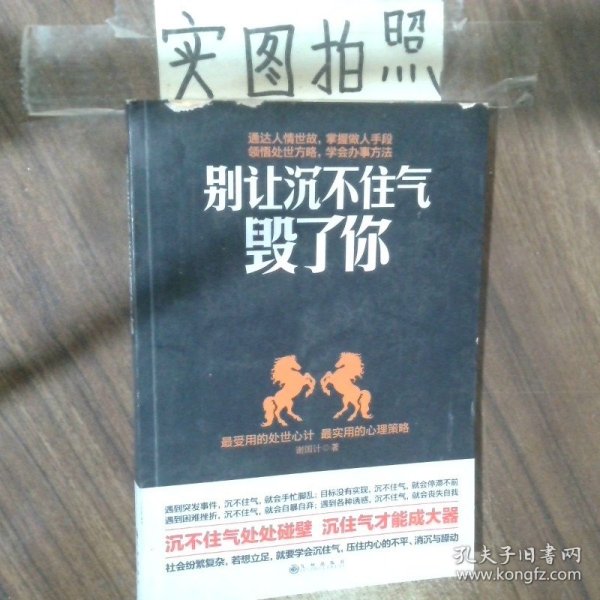 实图拍照
通达人情世故,掌握做人手段
领悟处世方略,学会办事方法
别让沉不住气
毁了你
最受用的处世心计 最实用的心理策略
谢国计◎著
遇到突发事件,沉不住气,就会手忙脚乱;目标没有实现,沉不住气,就会停滞不前
遇到困难挫折,沉不住气,就会自暴自弃;遇到各种诱惑,沉不住气,就会丧失自我
沉不住气处处碰壁 沉住气才能成大器
社会纷繁复杂,若想立足,就要学会沉住气,压住内心的不平、消沉与躁动
九州出版社
孔夫子旧书网
www.kongfz.com